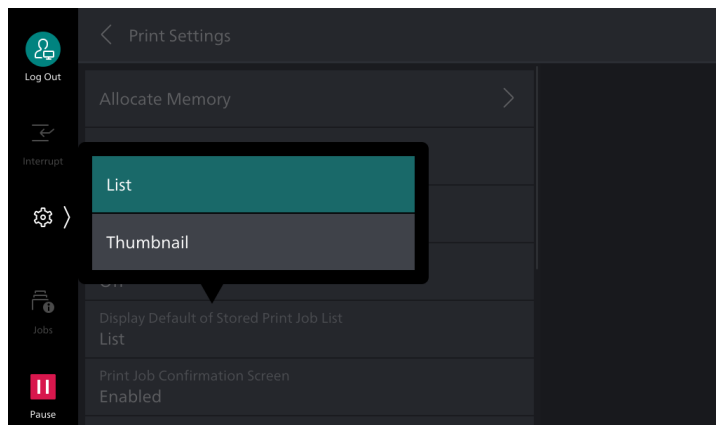 Print Settings
Log Out
Allocate Memory
Interrupt
List
Thumbnail
Display Default of Stored Print Job List
List
Jobs
Print Job Confirmation Screen
Enabled
Pause